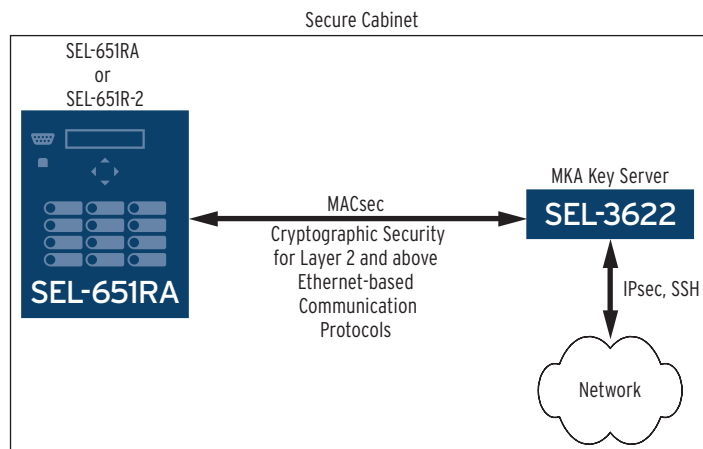 Secure Cabinet
SEL-651RA
or
SEL-651R-2
SEL-651RA
MACsec
Cryptographic Security
for Layer 2 and above
Ethernet-based
Communication
Protocols
MKA Key Server
SEL-3622
IPsec, SSH
Network